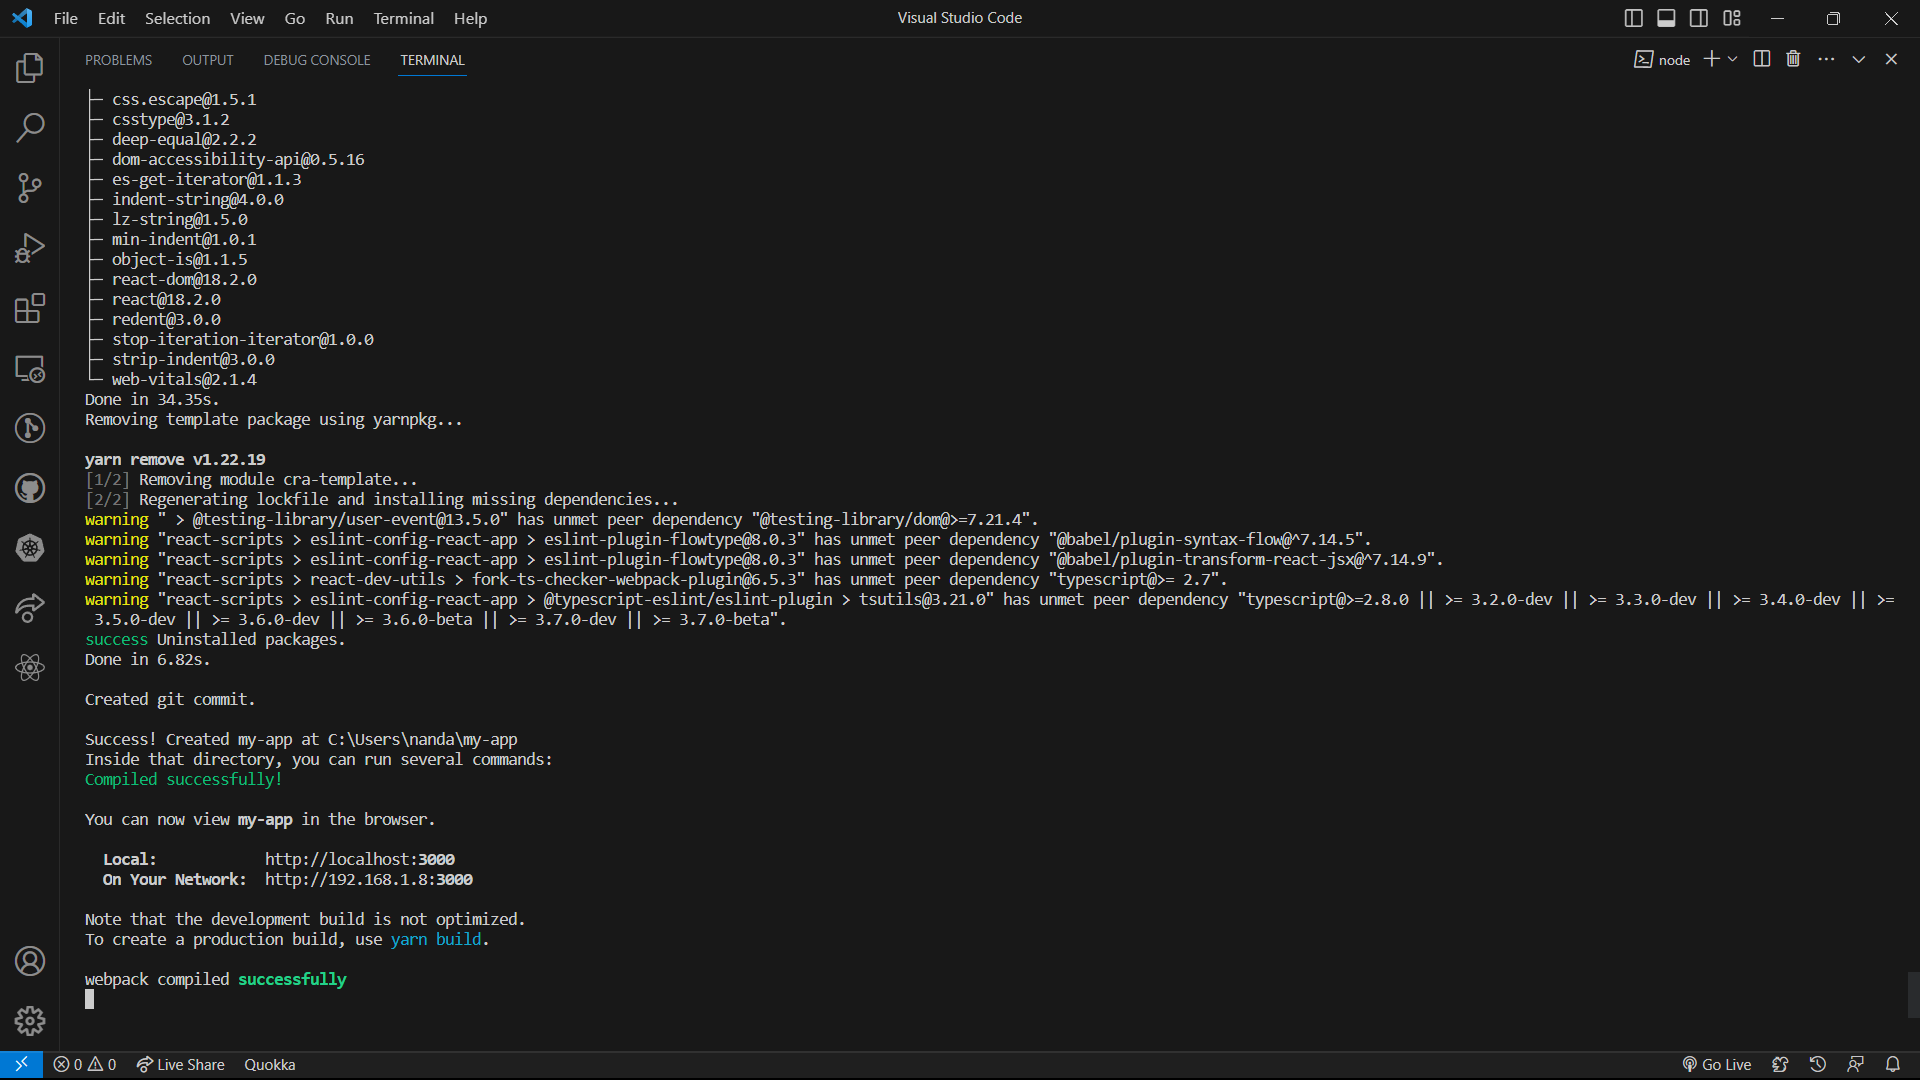 File Edit Selection View Go Run Terminal Help
Visual Studio Code
PROBLEMS OUTPUT DEBUG CONSOLE TERMINAL
node
├─ css.escape@1.5.1
├─ csstype@3.1.2
├─ deep-equal@2.2.2
├─ dom-accessibility-api@0.5.16
├─ es-get-iterator@1.1.3
├─ indent-string@4.0.0
├─ lz-string@1.5.0
├─ min-indent@1.0.1
├─ object-is@1.1.5
├─ react-dom@18.2.0
├─ react@18.2.0
├─ redent@3.0.0
├─ stop-iteration-iterator@1.0.0
├─ strip-indent@3.0.0
└─ web-vitals@2.1.4
Done in 34.35s.
Removing template package using yarnpkg...
yarn remove v1.22.19
[1/2] Removing module cra-template...
[2/2] Regenerating lockfile and installing missing dependencies...
warning " > @testing-library/user-event@13.5.0" has unmet peer dependency "@testing-library/dom@>=7.21.4".
warning "react-scripts > eslint-config-react-app > eslint-plugin-flowtype@8.0.3" has unmet peer dependency "@babel/plugin-syntax-flow@^7.14.5".
warning "react-scripts > eslint-config-react-app > eslint-plugin-flowtype@8.0.3" has unmet peer dependency "@babel/plugin-transform-react-jsx@^7.14.9".
warning "react-scripts > react-dev-utils > fork-ts-checker-webpack-plugin@6.5.3" has unmet peer dependency "typescript@>= 2.7".
warning "react-scripts > eslint-config-react-app > @typescript-eslint/eslint-plugin > tsutils@3.21.0" has unmet peer dependency "typescript@>=2.8.0 || >= 3.2.0-dev || >= 3.3.0-dev || >= 3.4.0-dev || >=
3.5.0-dev || >= 3.6.0-dev || >= 3.6.0-beta || >= 3.7.0-dev || >= 3.7.0-beta".
success Uninstalled packages.
Done in 6.82s.
Created git commit.
Success! Created my-app at C:\Users\nanda\my-app
Inside that directory, you can run several commands:
Compiled successfully!
You can now view my-app in the browser.
Local: http://localhost:3000
On Your Network: http://192.168.1.8:3000
Note that the development build is not optimized.
To create a production build, use yarn build.
webpack compiled successfully
0 0 Live Share Quokka
Go Live